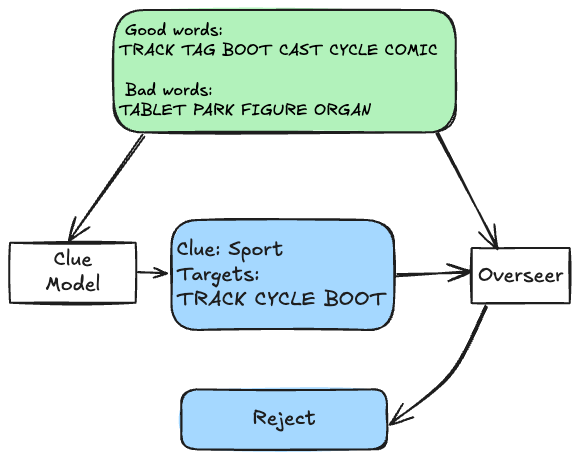 Good words:
TRACK TAG BOOT CAST CYCLE COMIC
Bad words:
TABLET PARK FIGURE ORGAN
Clue
Model
Clue: Sport
Targets:
TRACK CYCLE BOOT
Overseer
Reject